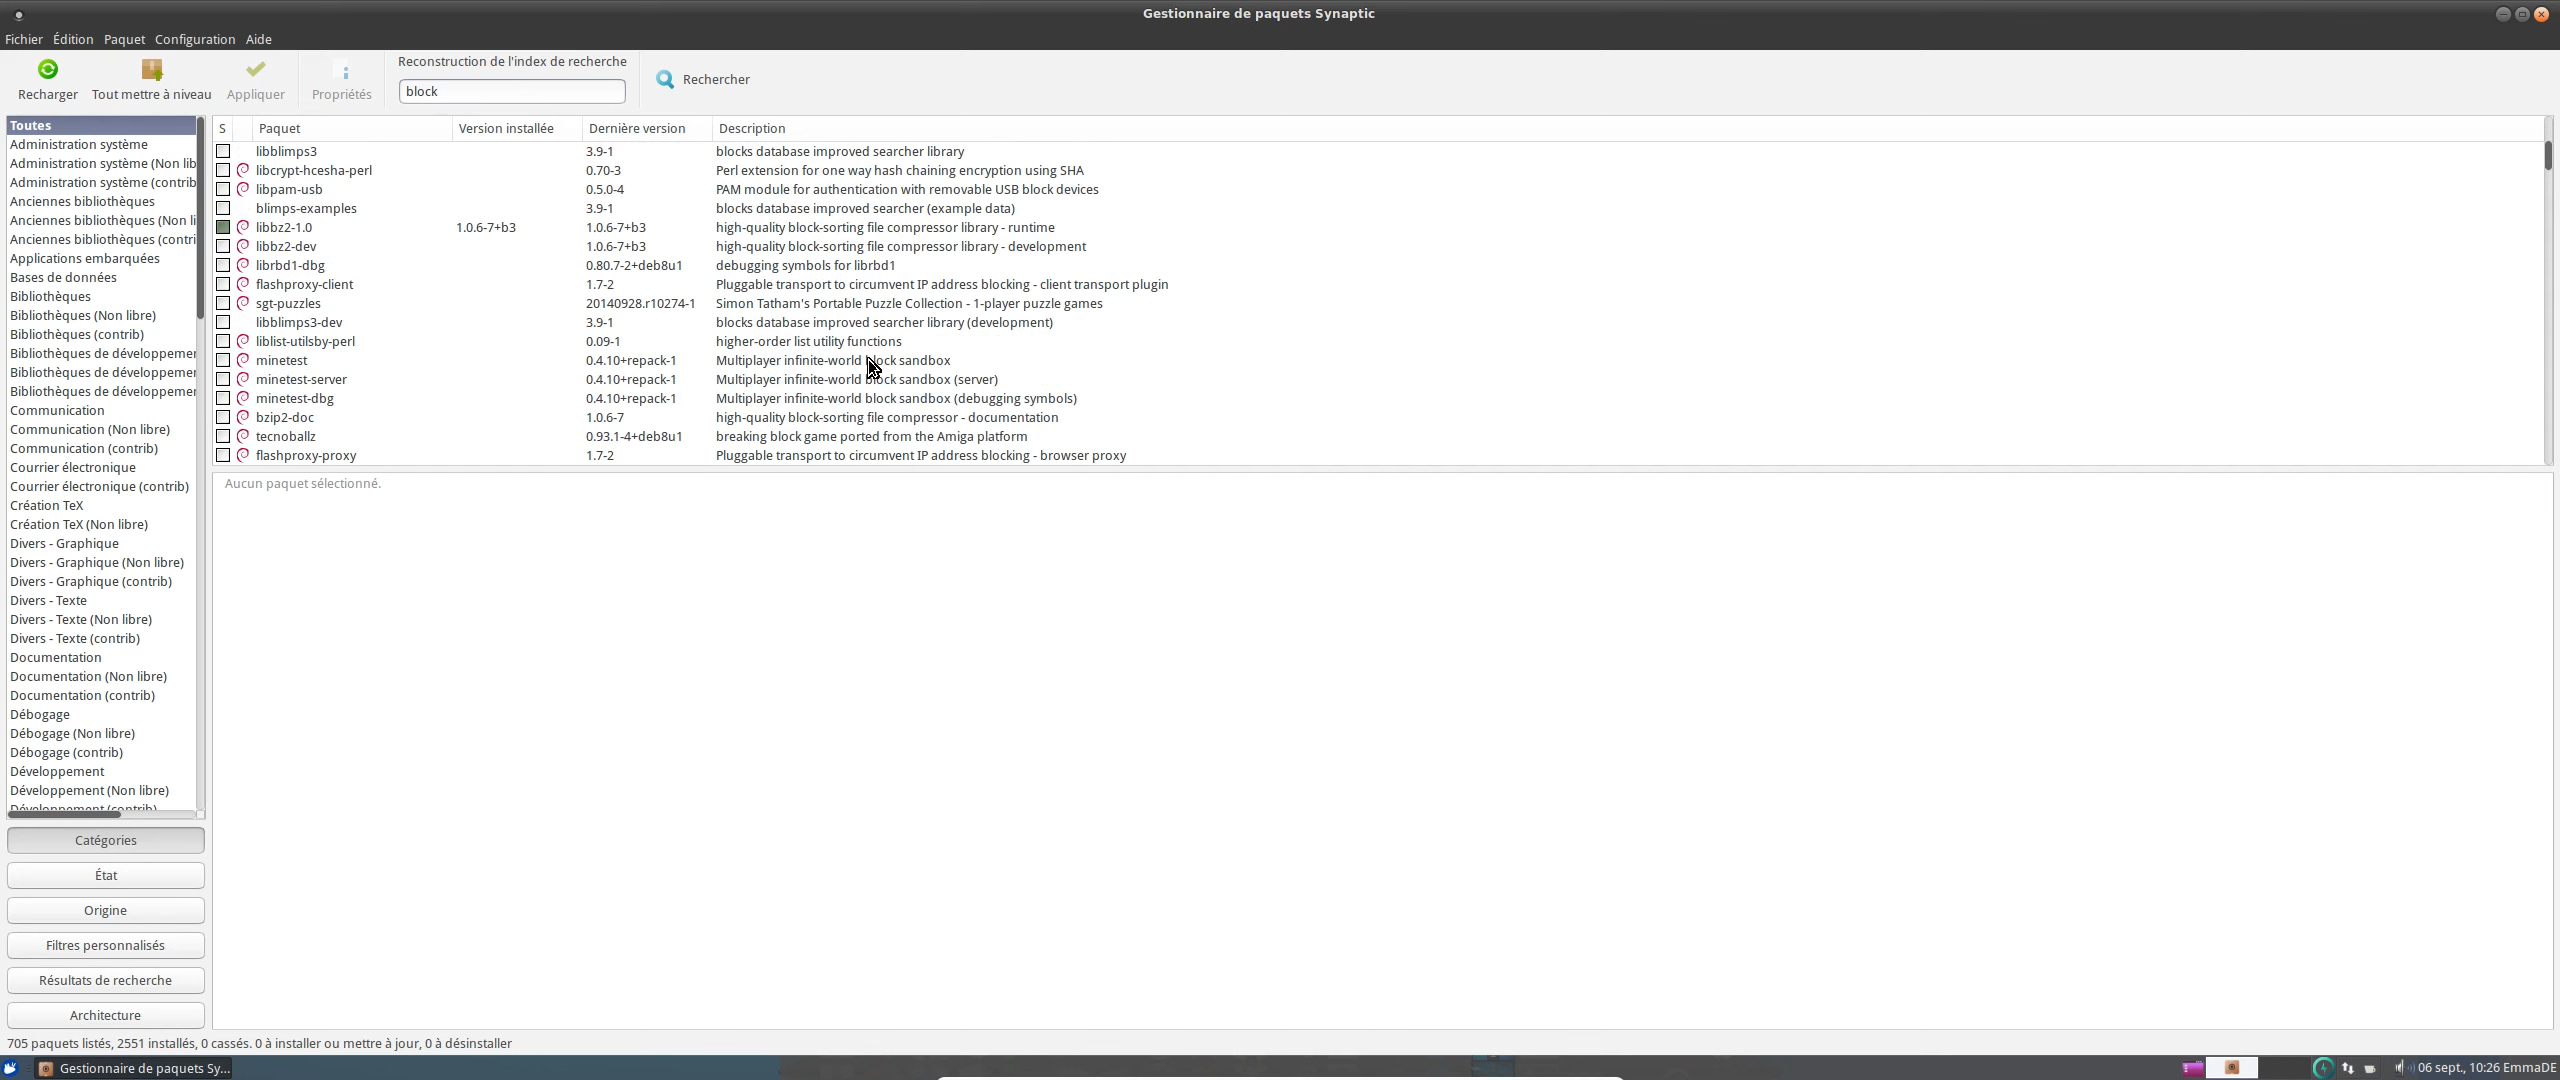 Gestionnaire de paquets Synaptic
Fichier Édition Paquet Configuration Aide
Recharger Tout mettre à niveau Appliquer Propriétés
Reconstruction de l'index de recherche
block
Rechercher
Toutes
Administration système
Administration système (Non lib
Administration système (contrib
Anciennes bibliothèques
Anciennes bibliothèques (Non li
Anciennes bibliothèques (contri
Applications embarquées
Bases de données
Bibliothèques
Bibliothèques (Non libre)
Bibliothèques (contrib)
Bibliothèques de développemer
Bibliothèques de développemer
Bibliothèques de développemer
Communication
Communication (Non libre)
Communication (contrib)
Courrier électronique
Courrier électronique (contrib)
Création TeX
Création TeX (Non libre)
Divers - Graphique
Divers - Graphique (Non libre)
Divers - Graphique (contrib)
Divers - Texte
Divers - Texte (Non libre)
Divers - Texte (contrib)
Documentation
Documentation (Non libre)
Documentation (contrib)
Débogage
Débogage (Non libre)
Débogage (contrib)
Développement
Développement (Non libre)
Développement (contrib)
Catégories
État
Origine
Filtres personnalisés
Résultats de recherche
Architecture
S Paquet Version installée Dernière version Description
libblimps3 3.9-1 blocks database improved searcher library
libcrypt-hcesha-perl 0.70-3 Perl extension for one way hash chaining encryption using SHA
libpam-usb 0.5.0-4 PAM module for authentication with removable USB block devices
blimps-examples 3.9-1 blocks database improved searcher (example data)
libbz2-1.0 1.0.6-7+b3 1.0.6-7+b3 high-quality block-sorting file compressor library - runtime
libbz2-dev 1.0.6-7+b3 high-quality block-sorting file compressor library - development
librbd1-dbg 0.80.7-2+deb8u1 debugging symbols for librbd1
flashproxy-client 1.7-2 Pluggable transport to circumvent IP address blocking - client transport plugin
sgt-puzzles 20140928.r10274-1 Simon Tatham's Portable Puzzle Collection - 1-player puzzle games
libblimps3-dev 3.9-1 blocks database improved searcher library (development)
liblist-utilsby-perl 0.09-1 higher-order list utility functions
minetest 0.4.10+repack-1 Multiplayer infinite-world block sandbox
minetest-server 0.4.10+repack-1 Multiplayer infinite-world block sandbox (server)
minetest-dbg 0.4.10+repack-1 Multiplayer infinite-world block sandbox (debugging symbols)
bzip2-doc 1.0.6-7 high-quality block-sorting file compressor - documentation
tecnoballz 0.93.1-4+deb8u1 breaking block game ported from the Amiga platform
flashproxy-proxy 1.7-2 Pluggable transport to circumvent IP address blocking - browser proxy
Aucun paquet sélectionné.
705 paquets listés, 2551 installés, 0 cassés. 0 à installer ou mettre à jour, 0 à désinstaller
Gestionnaire de paquets Sy...
06 sept., 10:26 EmmaDE